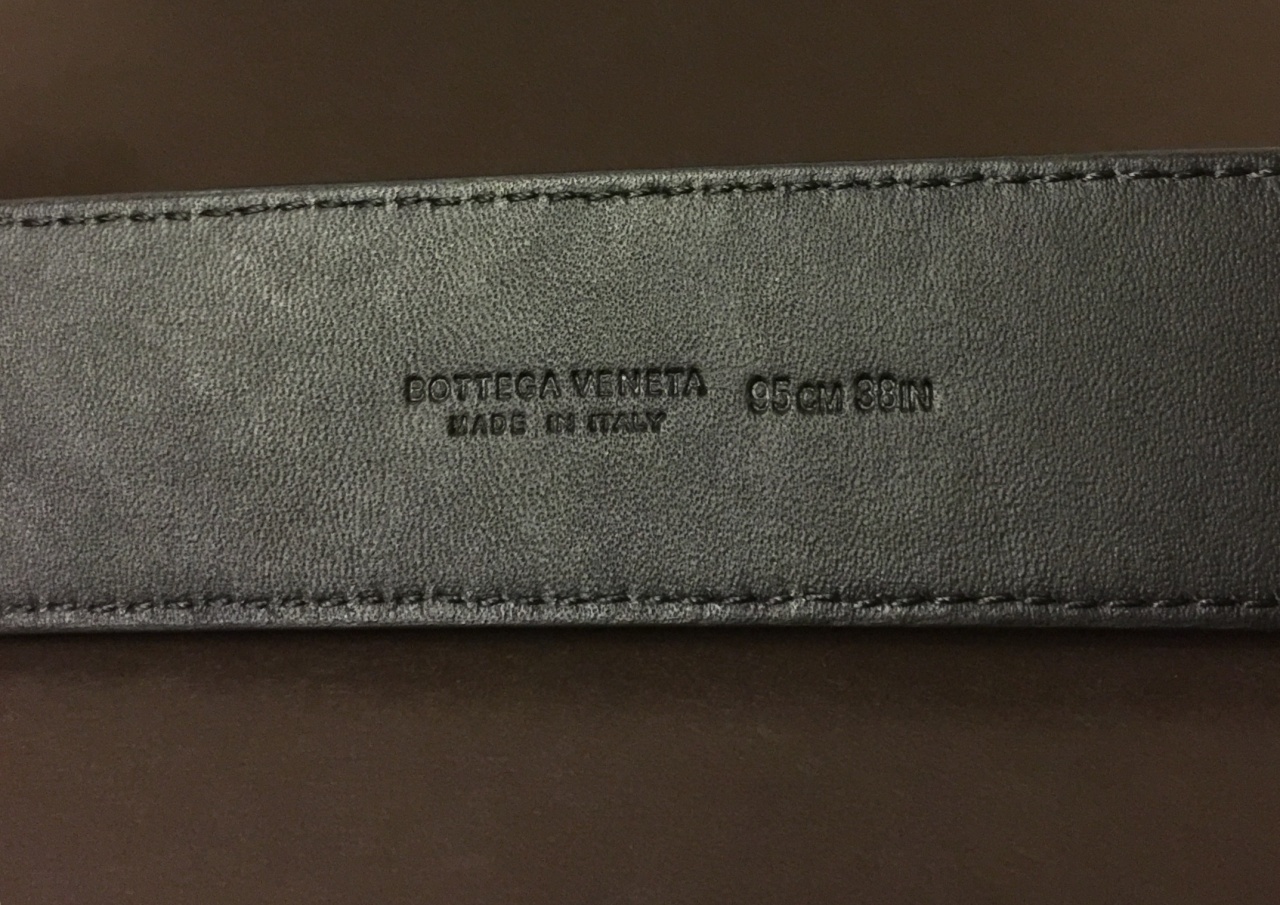 BOTTEGA VENETA 95CM 38IN
MADE IN ITALY